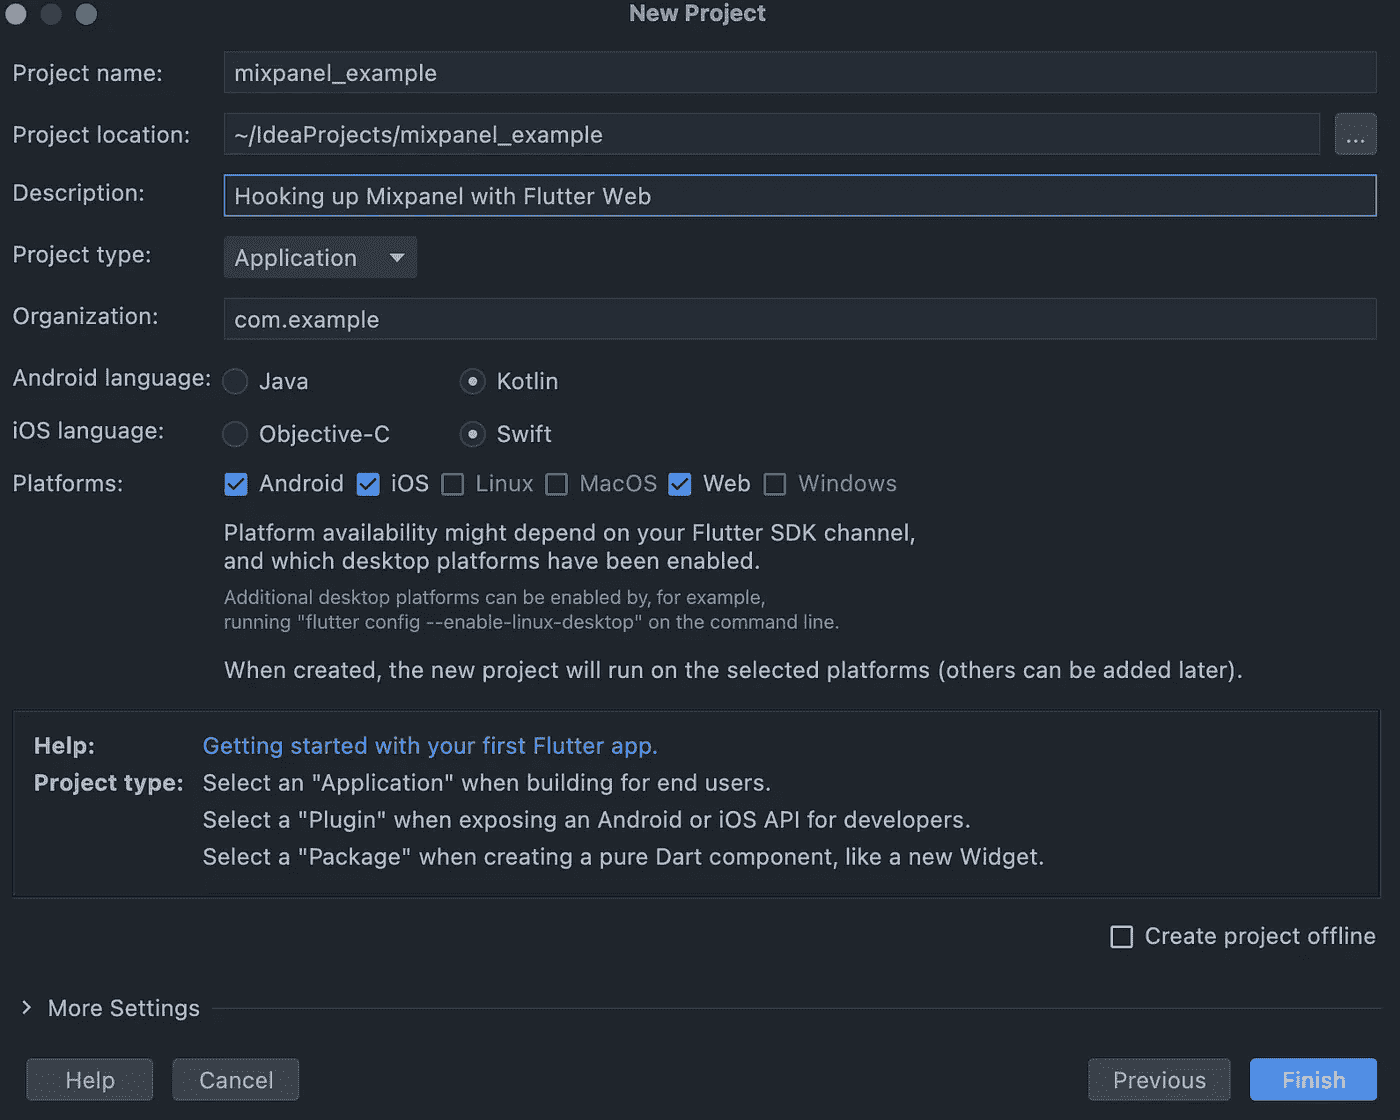 New Project
Project name: mixpanel_example
Project location: ~/IdeaProjects/mixpanel_example ...
Description: Hooking up Mixpanel with Flutter Web
Project type: Application
Organization: com.example
Android language: Java Kotlin
iOS language: Objective-C Swift
Platforms: Android iOS Linux MacOS Web Windows
Platform availability might depend on your Flutter SDK channel,
and which desktop platforms have been enabled.
Additional desktop platforms can be enabled by, for example,
running "flutter config --enable-linux-desktop" on the command line.
When created, the new project will run on the selected platforms (others can be added later).
Help: Getting started with your first Flutter app.
Project type: Select an "Application" when building for end users.
Select a "Plugin" when exposing an Android or iOS API for developers.
Select a "Package" when creating a pure Dart component, like a new Widget.
Create project offline
More Settings
Help Cancel Previous Finish